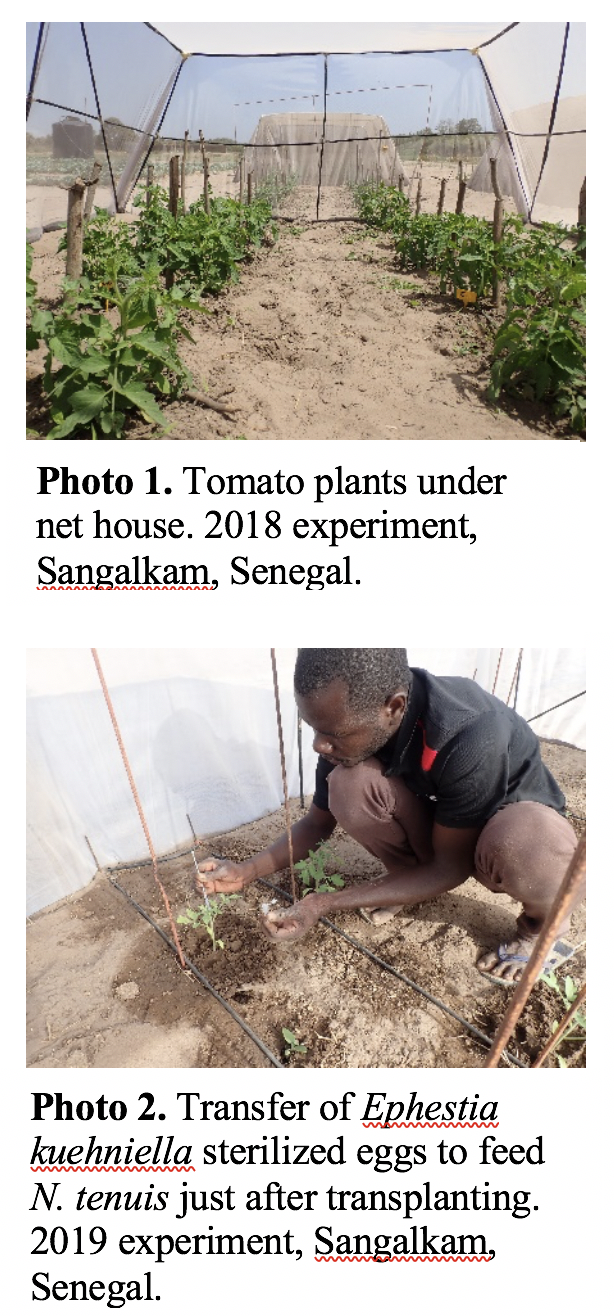 Photo 1. Tomato plants under
net house. 2018 experiment,
Sangalkam, Senegal.
Photo 2. Transfer of Ephestia
kuehniella sterilized eggs to feed
N. tenuis just after transplanting.
2019 experiment, Sangalkam,
Senegal.